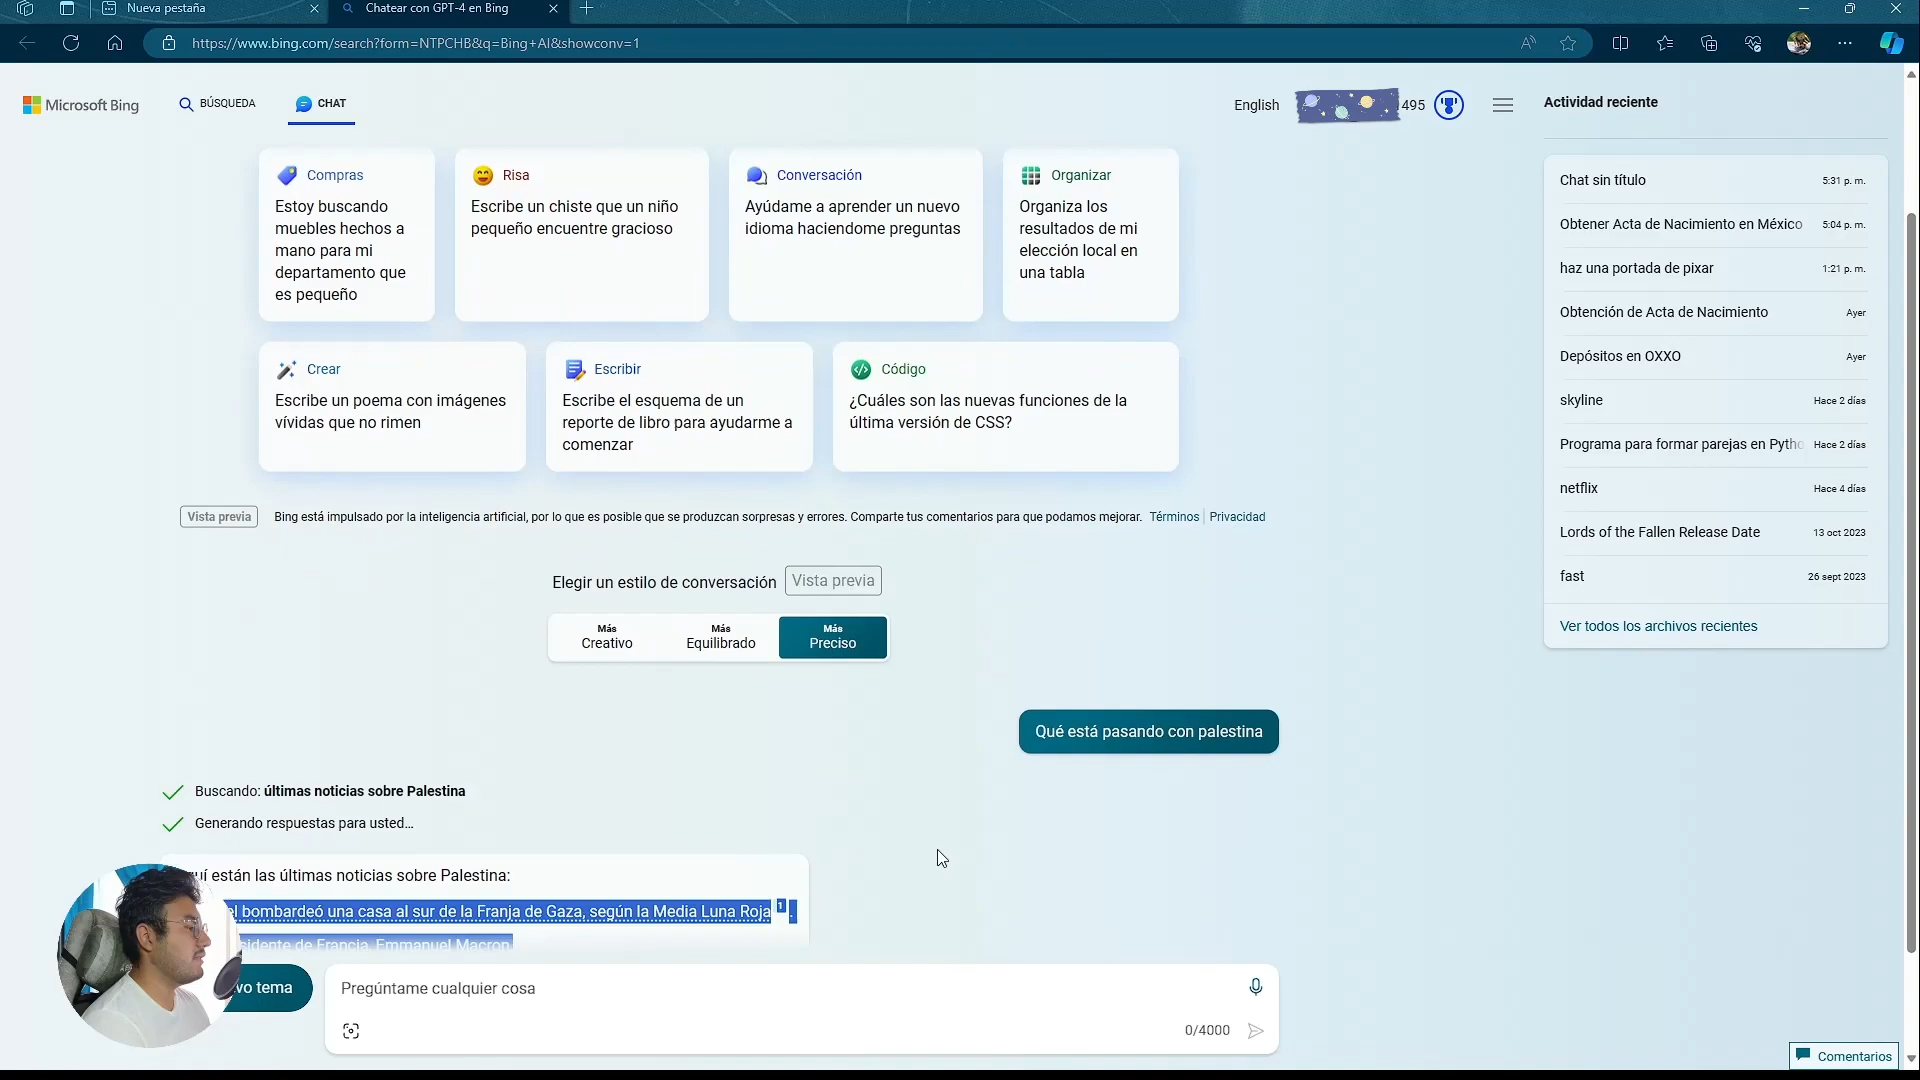 Nueva pestaña
Chatear con GPT-4 en Bing
https://www.bing.com/search?form=NTPCHB&q=Bing+AI&showconv=1
Microsoft Bing
BÚSQUEDA
CHAT
English
495
Actividad reciente
Compras
Estoy buscando
muebles hechos a
mano para mi
departamento que
es pequeño
Risa
Escribe un chiste que un niño
pequeño encuentre gracioso
Conversación
Ayúdame a aprender un nuevo
idioma haciendome preguntas
Organizar
Organiza los
resultados de mi
elección local en
una tabla
Crear
Escribe un poema con imágenes
vívidas que no rimen
Escribir
Escribe el esquema de un
reporte de libro para ayudarme a
comenzar
Código
¿Cuáles son las nuevas funciones de la
última versión de CSS?
Chat sin título 5:31 p. m.
Obtener Acta de Nacimiento en México 5:04 p. m.
haz una portada de pixar 1:21 p. m.
Obtención de Acta de Nacimiento Ayer
Depósitos en OXXO Ayer
skyline Hace 2 días
Programa para formar parejas en Pytho Hace 2 días
netflix Hace 4 días
Lords of the Fallen Release Date 13 oct 2023
fast 26 sept 2023
Ver todos los archivos recientes
Vista previa Bing está impulsado por la inteligencia artificial, por lo que es posible que se produzcan sorpresas y errores. Comparte tus comentarios para que podamos mejorar. Términos | Privacidad
Elegir un estilo de conversación Vista previa
Más
Creativo
Más
Equilibrado
Más
Preciso
Qué está pasando con palestina
Buscando: últimas noticias sobre Palestina
Generando respuestas para usted...
uí están las últimas noticias sobre Palestina:
el bombardeó una casa al sur de la Franja de Gaza, según la Media Luna Roja 1 .
sidente de Francia, Emmanuel Macron,
vo tema
Pregúntame cualquier cosa
0/4000
Comentarios